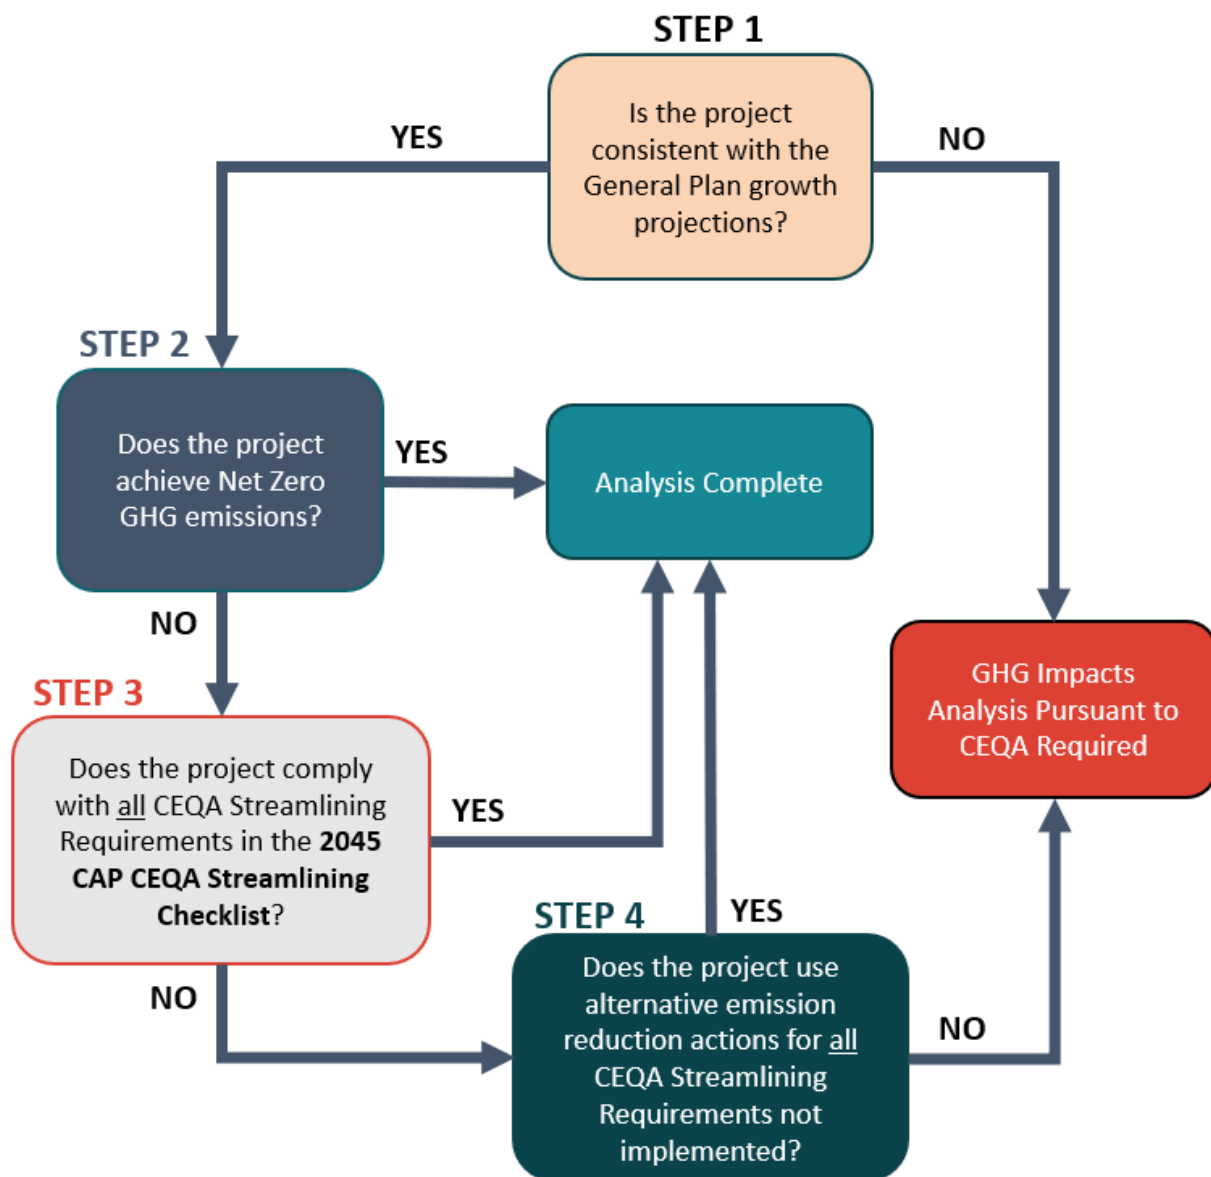 STEP 1
Is the project
consistent with the
General Plan growth
projections?
YES
NO
STEP 2
Does the project
achieve Net Zero
GHG emissions?
YES
Analysis Complete
NO
GHG Impacts
Analysis Pursuant to
CEQA Required
STEP 3
Does the project comply
with all CEQA Streamlining
Requirements in the 2045
CAP CEQA Streamlining
Checklist?
YES
NO
STEP 4
YES
Does the project use
alternative emission
reduction actions for all
CEQA Streamlining
Requirements not
implemented?
NO